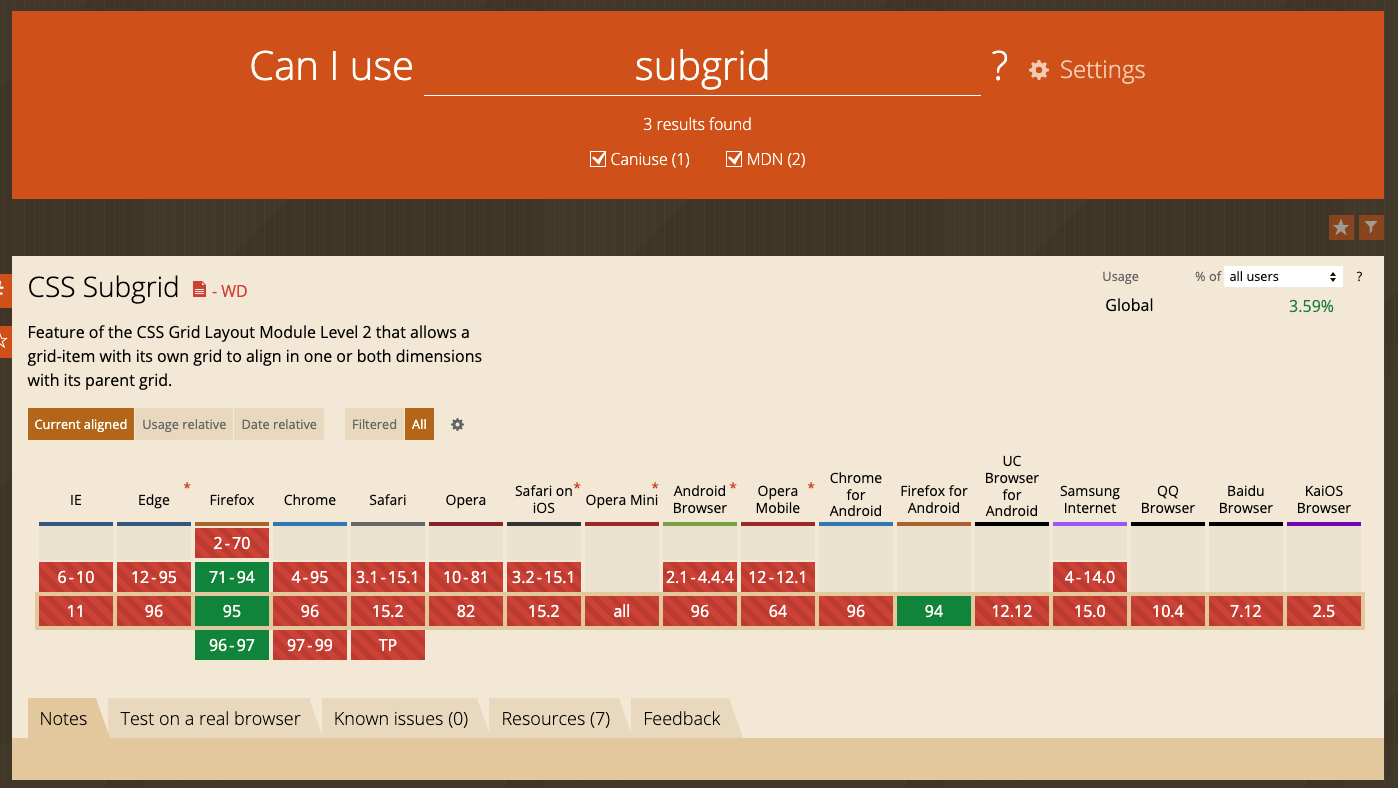 Can I use subgrid ? Settings
3 results found
Caniuse (1) MDN (2)
CSS Subgrid - WD
Usage % of all users ?
Global 3.59%
Feature of the CSS Grid Layout Module Level 2 that allows a
grid-item with its own grid to align in one or both dimensions
with its parent grid.
Current aligned Usage relative Date relative Filtered All
IE Edge * Firefox Chrome Safari Opera Safari on iOS * Opera Mini * Android Browser * Opera Mobile * Chrome for Android Firefox for Android UC Browser for Android Samsung Internet QQ Browser Baidu Browser KaiOS Browser
2-70
6-10 12-95 71-94 4-95 3.1-15.1 10-81 3.2-15.1 2.1-4.4.4 12-12.1 4-14.0
11 96 95 96 15.2 82 15.2 all 96 64 96 94 12.12 15.0 10.4 7.12 2.5
96-97 97-99 TP
Notes Test on a real browser Known issues (0) Resources (7) Feedback